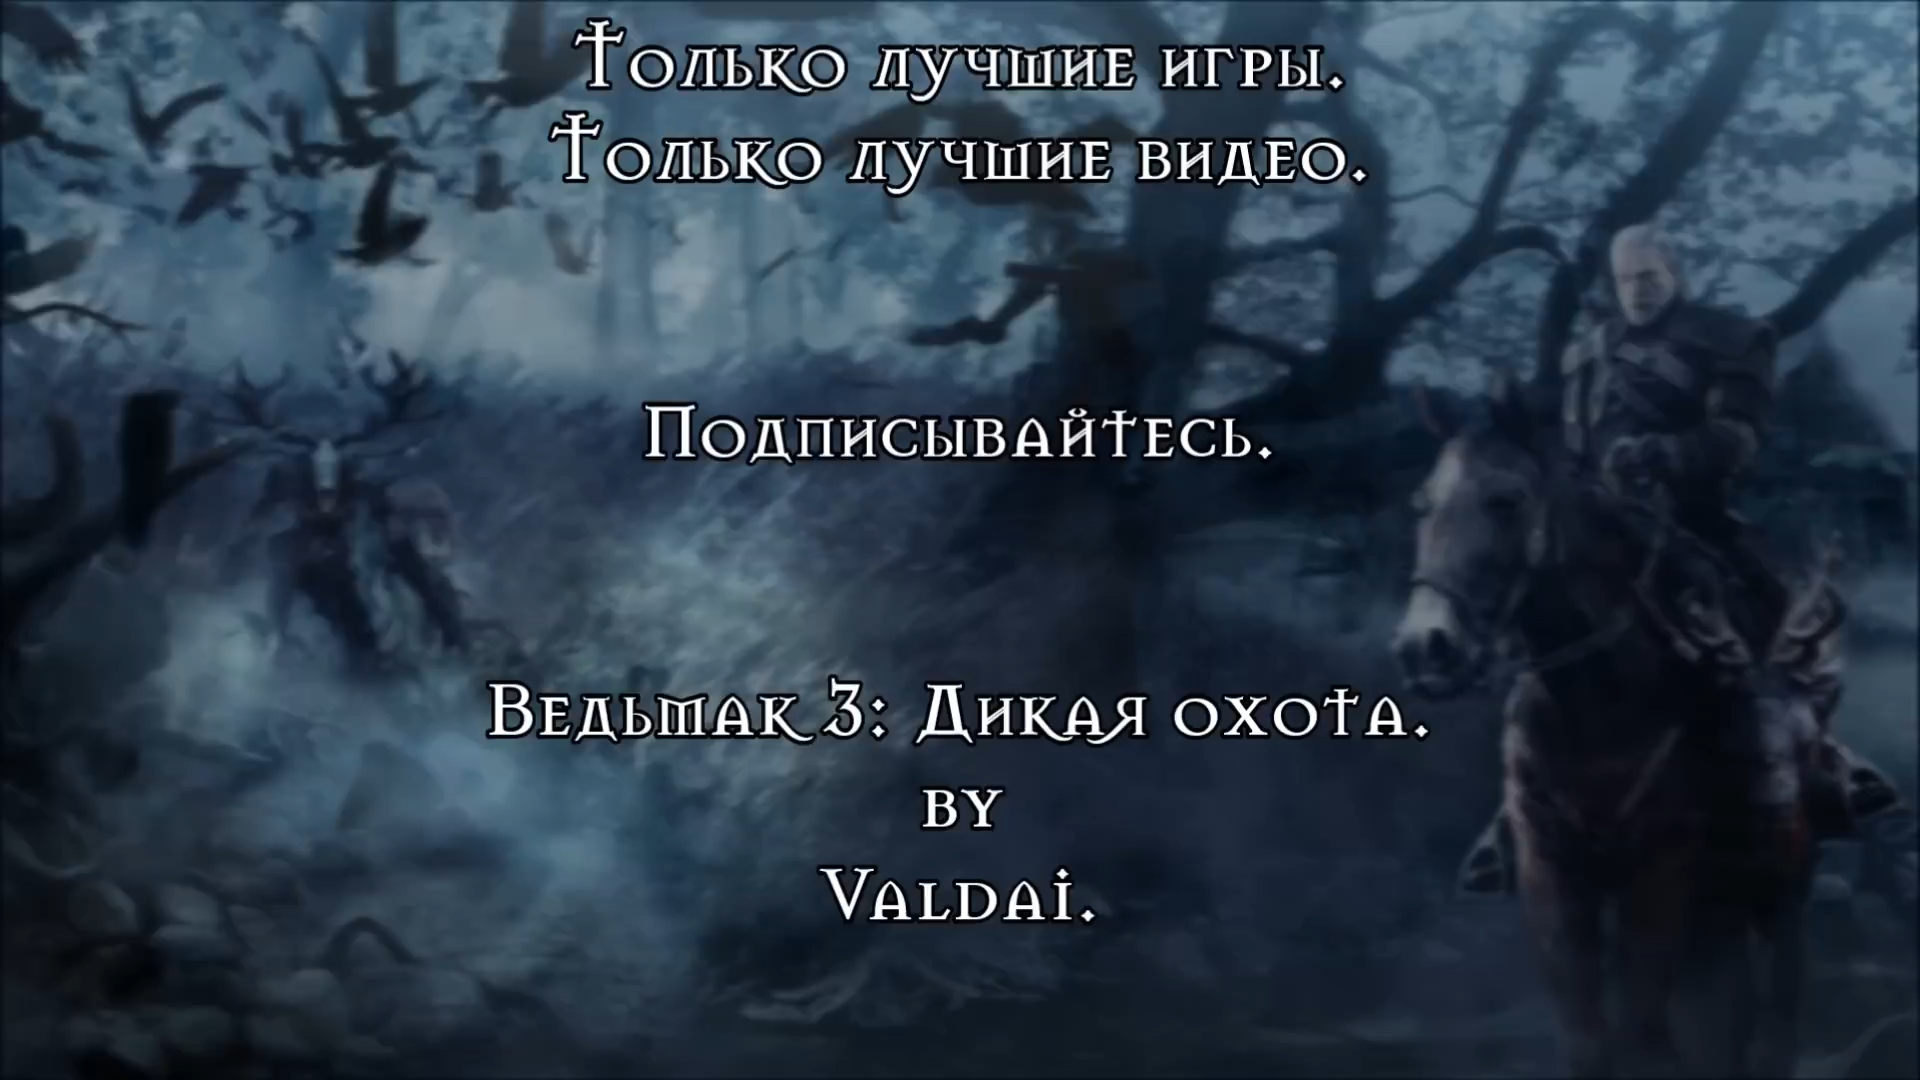 Только лучшие игры.
Только лучшие видео.
Подписывайтесь.
Ведьмак 3: Дикая охота.
by
Valdai.